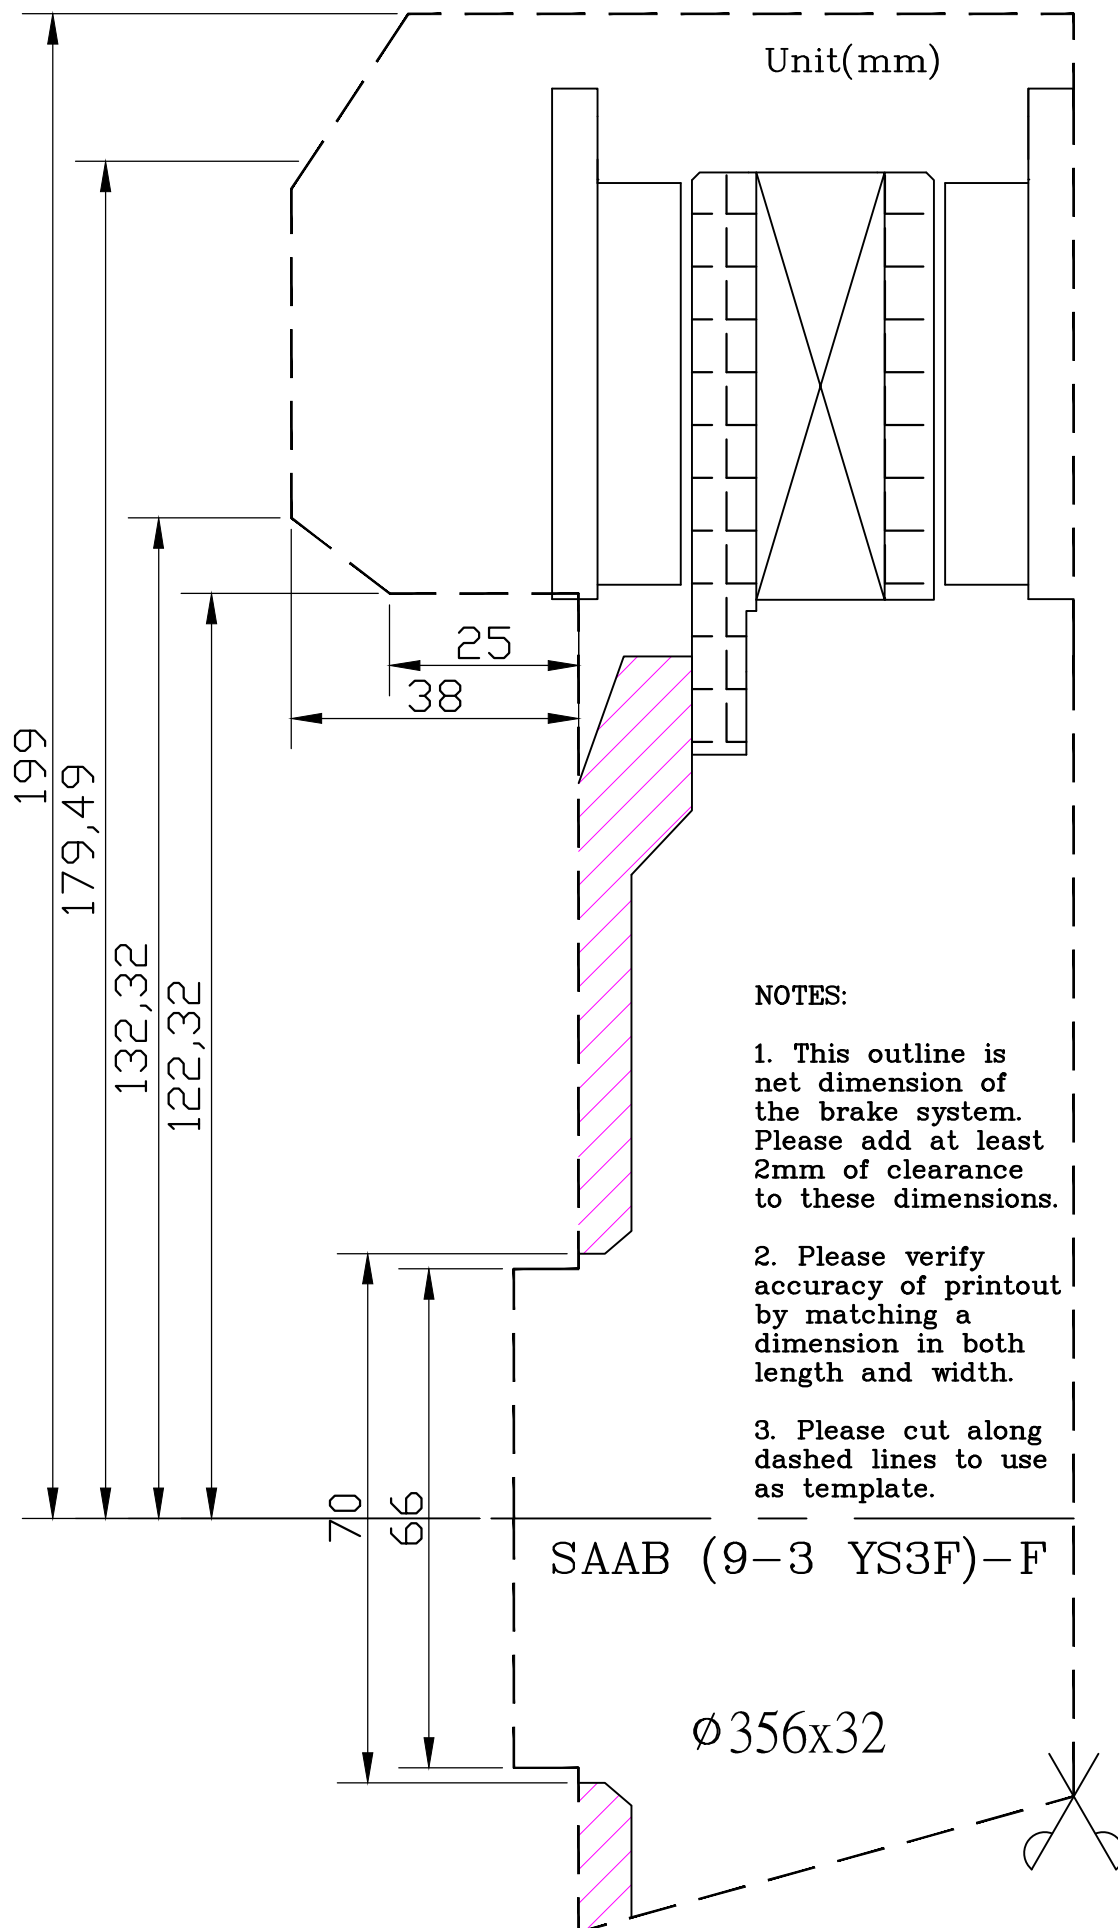 Unit(mm)
25
38
199
179,49
132,32
122,32
NOTES:
1. This outline is
net dimension of
the brake system.
Please add at least
2mm of clearance
to these dimensions.
2. Please verify
accuracy of printout
by matching a
dimension in both
length and width.
3. Please cut along
dashed lines to use
as template.
70
66
SAAB (9-3 YS3F)-F
⌀356x32